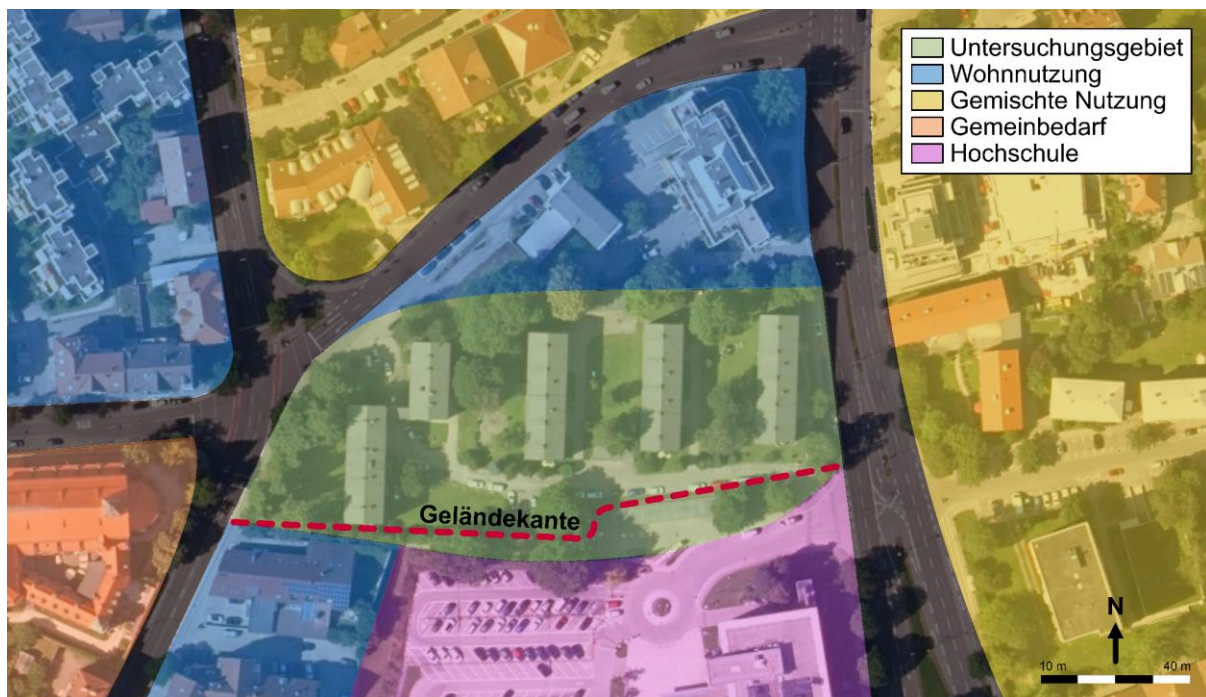 Untersuchungsgebiet
Wohnnutzung
Gemischte Nutzung
Gemeinbedarf
Hochschule
Geländekante
N
10 m 40 m